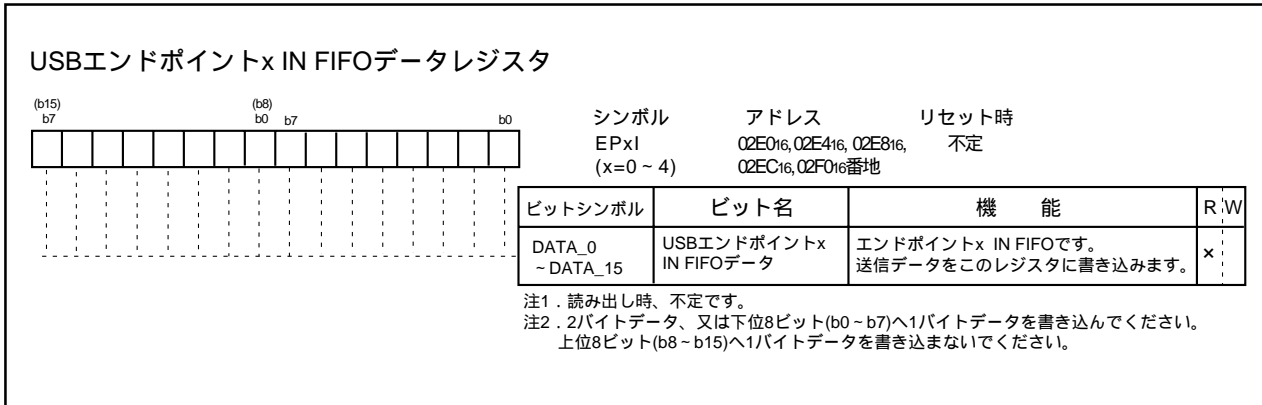 USBエンドポイントx IN FIFOデータレジスタ
(b15) (b8)
b7 b0 b7 b0
シンボル アドレス リセット時
EPxI 02E016, 02E416, 02E816, 不定
(x=0 ~ 4) 02EC16, 02F016番地
ビットシンボル ビット名 機 能 R W
DATA_0 USBエンドポイントx エンドポイントx IN FIFOです。 ×
~ DATA_15 IN FIFOデータ 送信データをこのレジスタに書き込みます。
注1．読み出し時、不定です。
注2．2バイトデータ、又は下位8ビット(b0 ~ b7)へ1バイトデータを書き込んでください。
上位8ビット(b8 ~ b15)へ1バイトデータを書き込まないでください。